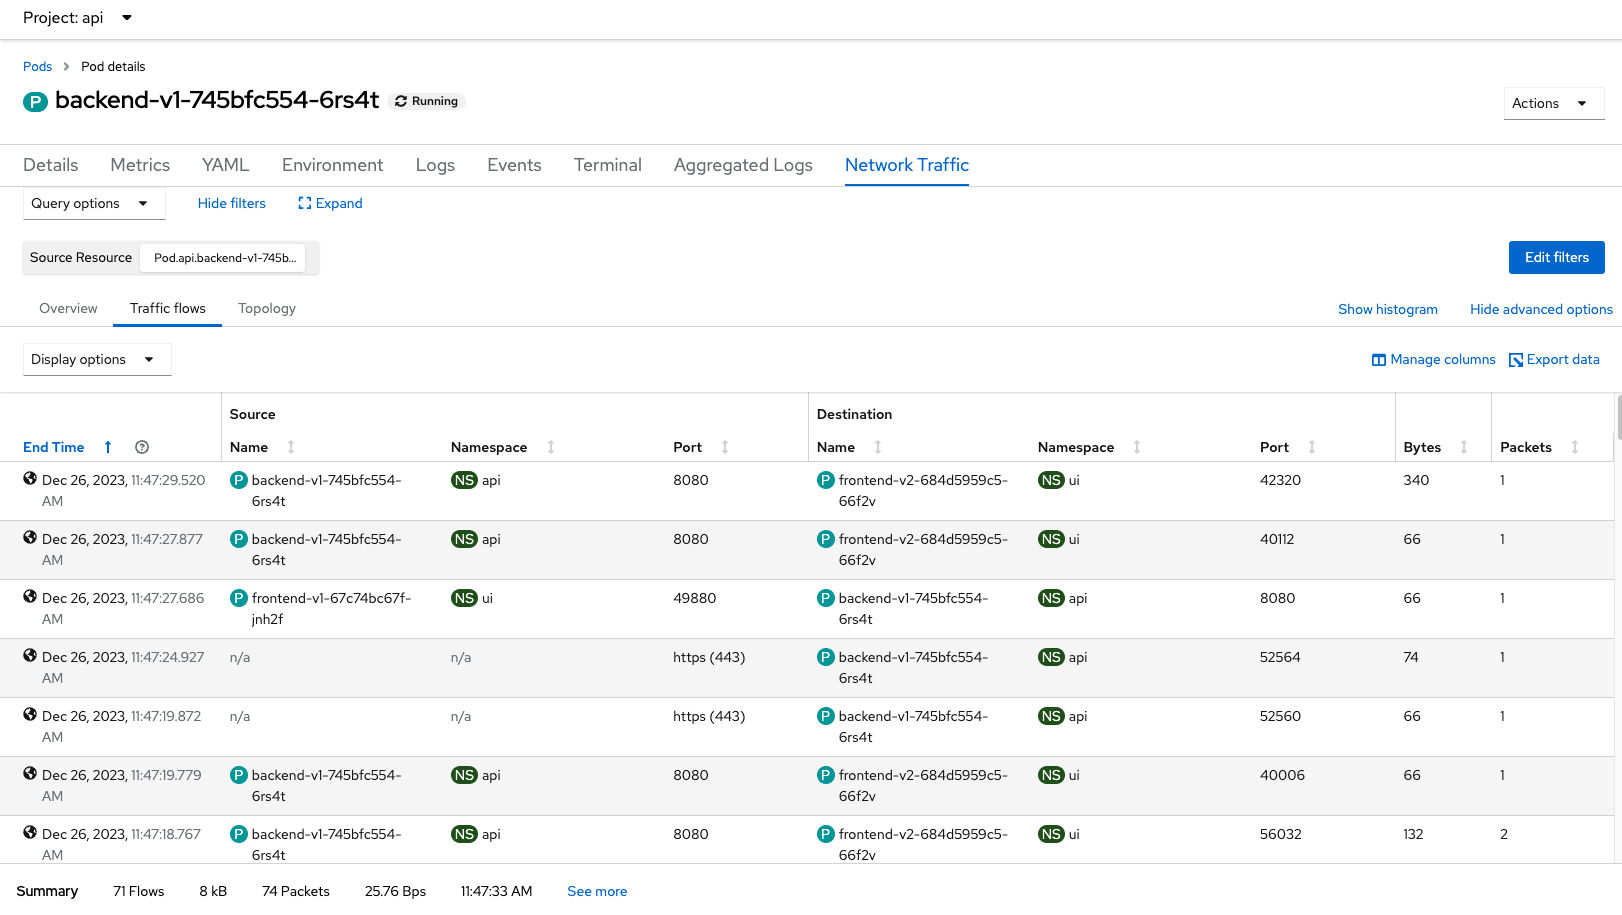 Project: api
Pods Pod details
P backend-v1-745bfc554-6rs4t Running
Actions
Details Metrics YAML Environment Logs Events Terminal Aggregated Logs Network Traffic
Query options Hide filters Expand
Source Resource Pod.api.backend-v1-745b... Edit filters
Overview Traffic flows Topology Show histogram Hide advanced options
Display options Manage columns Export data
Source Destination
End Time ? Name Namespace Port Name Namespace Port Bytes Packets
Dec 26, 2023, 11:47:29.520 P backend-v1-745bfc554- NS api 8080 P frontend-v2-684d5959c5- NS ui 42320 340 1
AM 6rs4t 66f2v
Dec 26, 2023, 11:47:27.877 P backend-v1-745bfc554- NS api 8080 P frontend-v2-684d5959c5- NS ui 40112 66 1
AM 6rs4t 66f2v
Dec 26, 2023, 11:47:27.686 P frontend-v1-67c74bc67f- NS ui 49880 P backend-v1-745bfc554- NS api 8080 66 1
AM jnh2f 6rs4t
Dec 26, 2023, 11:47:24.927 n/a n/a https (443) P backend-v1-745bfc554- NS api 52564 74 1
AM 6rs4t
Dec 26, 2023, 11:47:19.872 n/a n/a https (443) P backend-v1-745bfc554- NS api 52560 66 1
AM 6rs4t
Dec 26, 2023, 11:47:19.779 P backend-v1-745bfc554- NS api 8080 P frontend-v2-684d5959c5- NS ui 40006 66 1
AM 6rs4t 66f2v
Dec 26, 2023, 11:47:18.767 P backend-v1-745bfc554- NS api 8080 P frontend-v2-684d5959c5- NS ui 56032 132 2
AM 6rs4t 66f2v
Summary 71 Flows 8 kB 74 Packets 25.76 Bps 11:47:33 AM See more